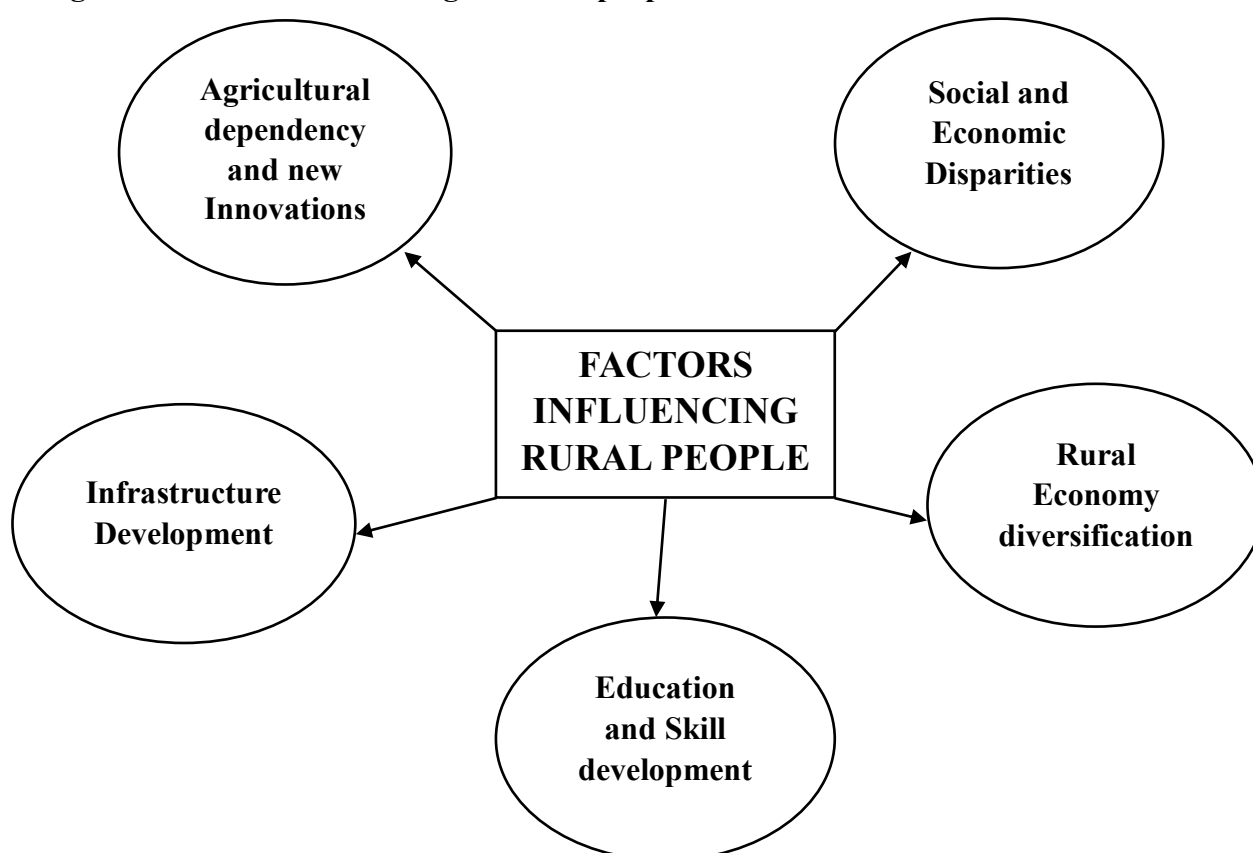 Agricultural
dependency
and new
Innovations
Social and
Economic
Disparities
FACTORS
INFLUENCING
RURAL PEOPLE
Infrastructure
Development
Rural
Economy
diversification
Education
and Skill
development